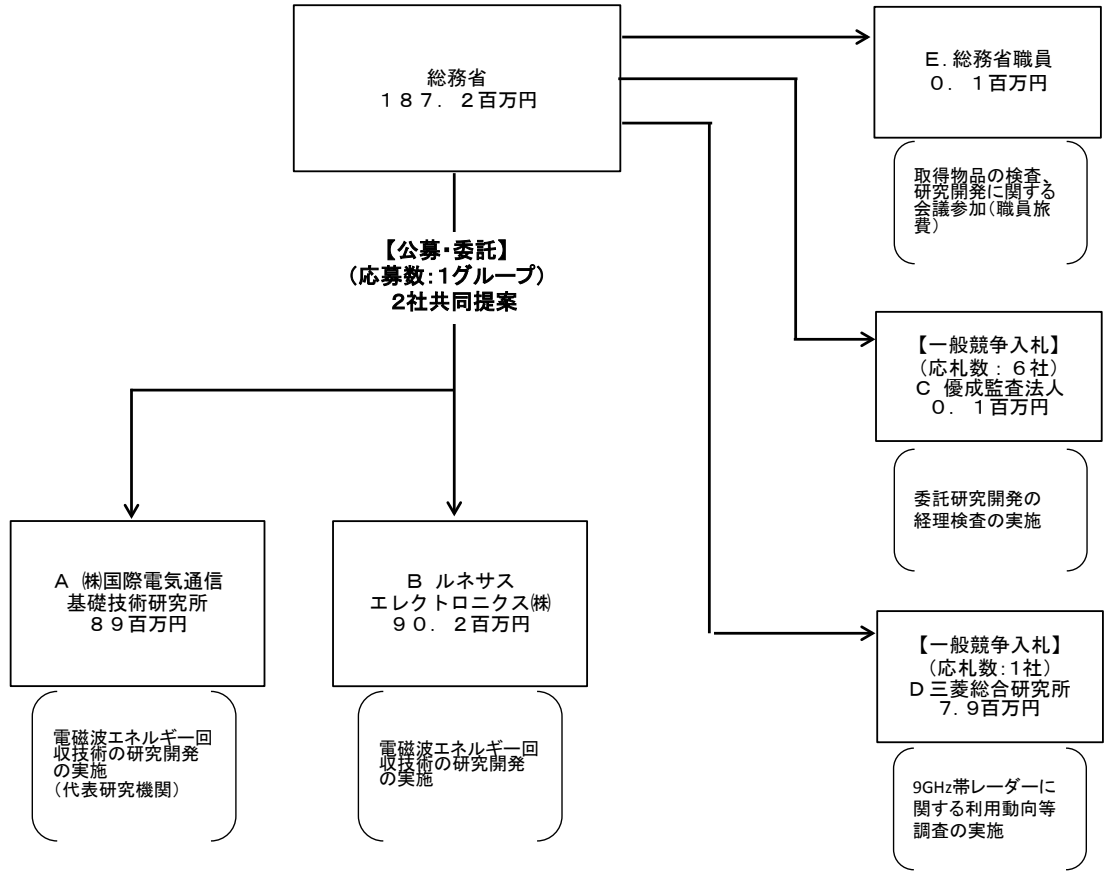 総務省
１８７．２百万円
【公募・委託】
（応募数：１グループ）
２社共同提案
A ㈱国際電気通信
基礎技術研究所
８９百万円
電磁波エネルギー回
収技術の研究開発
の実施
（代表研究機関）
B ルネサス
エレクトロニクス㈱
９０．２百万円
電磁波エネルギー回
収技術の研究開発
の実施
E．総務省職員
０．１百万円
取得物品の検査、
研究開発に関する
会議参加（職員旅
費）
【一般競争入札】
（応札数：６社）
C 優成監査法人
０．１百万円
委託研究開発の
経理検査の実施
【一般競争入札】
（応札数：１社）
D 三菱総合研究所
７．９百万円
9GHz帯レーダーに
関する利用動向等
調査の実施